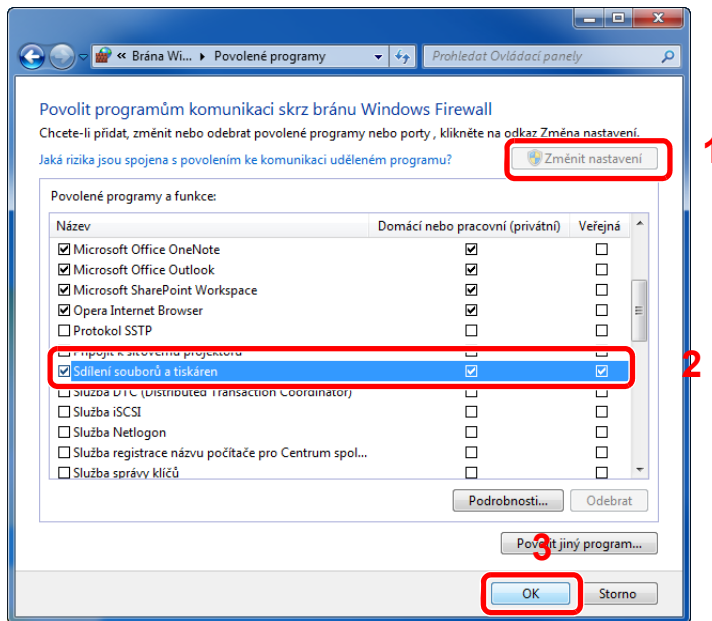 « Brána Wi... ▸ Povolené programy
Prohledat Ovládací panely
Povolit programům komunikaci skrz bránu Windows Firewall
Chcete-li přidat, změnit nebo odebrat povolené programy nebo porty , klikněte na odkaz Změna nastavení.
Jaká rizika jsou spojena s povolením ke komunikaci uděleném programu?
Změnit nastavení
1
Povolené programy a funkce:
Název Domácí nebo pracovní (privátní) Veřejná
Microsoft Office OneNote
Microsoft Office Outlook
Microsoft SharePoint Workspace
Opera Internet Browser
Protokol SSTP
Připojit k síťovému projektoru
Sdílení souborů a tiskáren
2
Služba DTC (Distributed Transaction Coordinator)
Služba iSCSI
Služba Netlogon
Služba registrace názvu počítače pro Centrum spol...
Služba správy klíčů
Podrobnosti... Odebrat
Povolit jiný program...
3
OK Storno